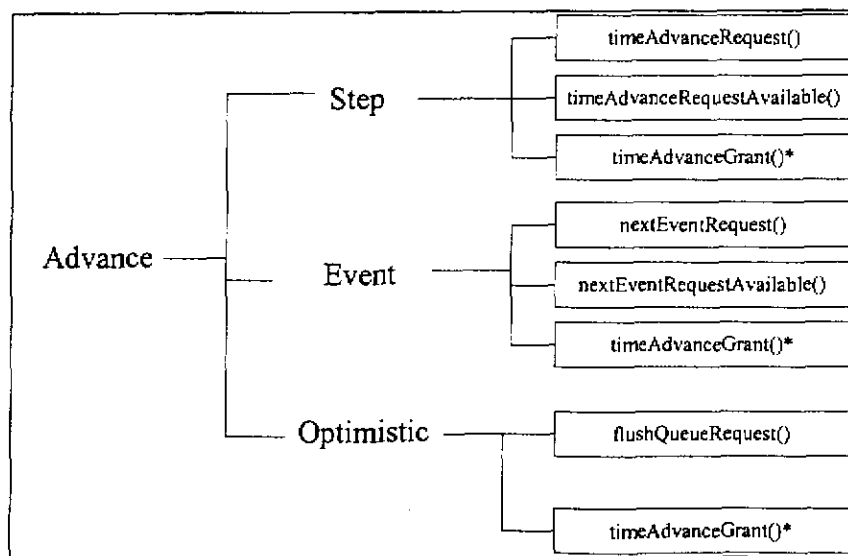 timeAdvanceRequest()
Step
timeAdvanceRequestAvailable()
timeAdvanceGrant()*
nextEventRequest()
Advance
Event
nextEventRequestAvailable()
timeAdvanceGrant()*
Optimistic
flushQueueRequest()
timeAdvanceGrant()*